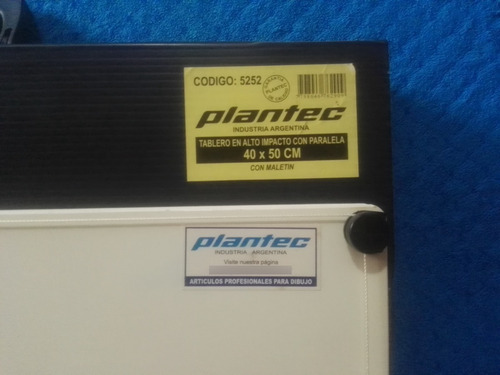 CODIGO: 5252
PLANTEC
plantec
INDUSTRIA ARGENTINA
TABLERO EN ALTO IMPACTO CON PARALELA
40 x 50 CM
CON MALETIN
plantec
INDUSTRIA ARGENTINA
Visite nuestra página
ARTICULOS PROFESIONALES PARA DIBUJO